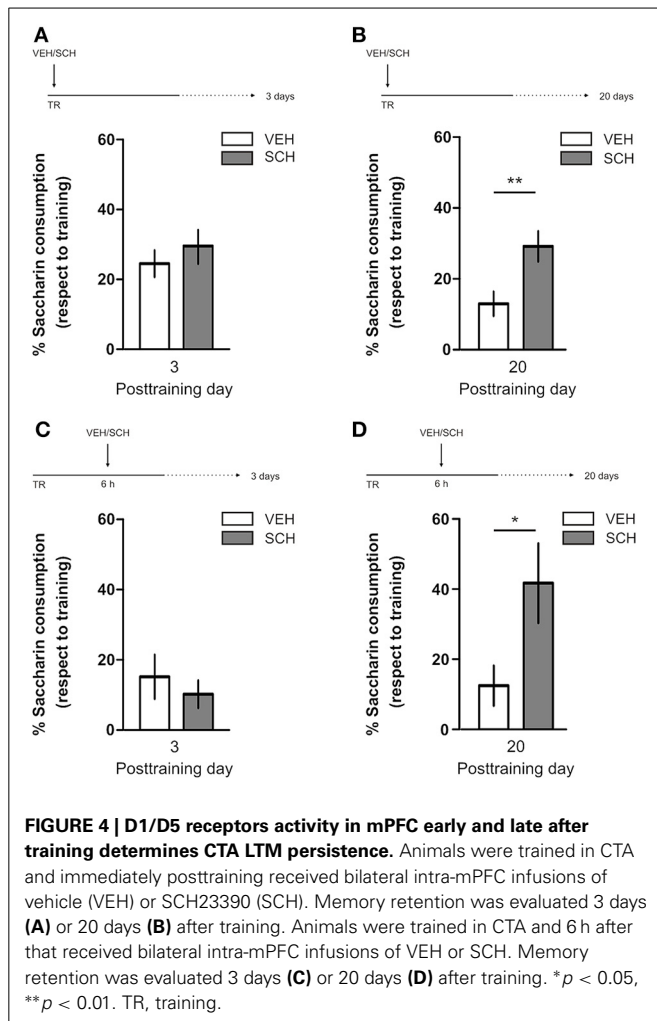 A
VEH/SCH
TR
3 days
60
40
20
0
% Saccharin consumption
(respect to training)
VEH
SCH
3
Posttraining day
B
VEH/SCH
TR
20 days
60
40
20
0
% Saccharin consumption
(respect to training)
VEH
SCH
**
20
Posttraining day
C
VEH/SCH
TR
6 h
3 days
60
40
20
0
% Saccharin consumption
(respect to training)
VEH
SCH
3
Posttraining day
D
VEH/SCH
TR
6 h
20 days
60
40
20
0
% Saccharin consumption
(respect to training)
VEH
SCH
*
20
Posttraining day
FIGURE 4 | D1/D5 receptors activity in mPFC early and late after
training determines CTA LTM persistence. Animals were trained in CTA
and immediately posttraining received bilateral intra-mPFC infusions of
vehicle (VEH) or SCH23390 (SCH). Memory retention was evaluated 3 days
(A) or 20 days (B) after training. Animals were trained in CTA and 6 h after
that received bilateral intra-mPFC infusions of VEH or SCH. Memory
retention was evaluated 3 days (C) or 20 days (D) after training. *p < 0.05,
**p < 0.01. TR, training.